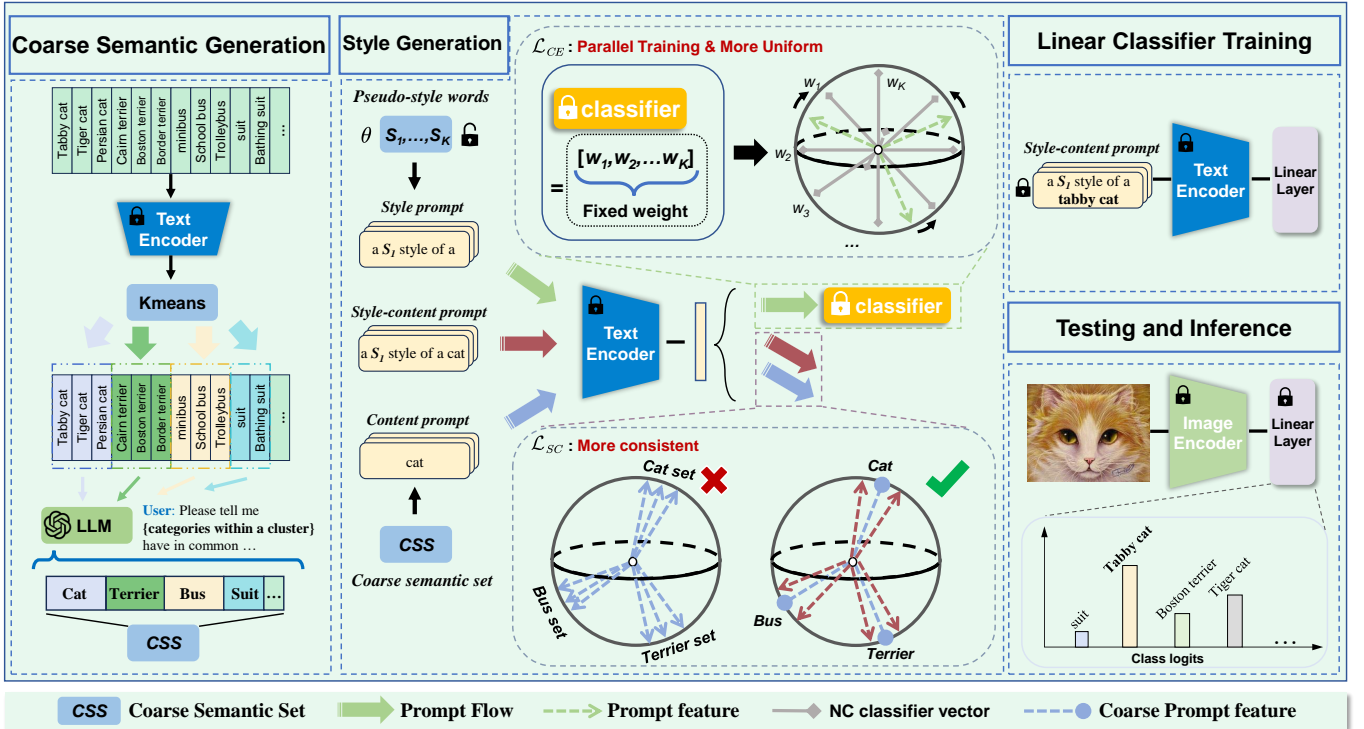 Coarse Semantic Generation
Tabby cat
Tiger cat
Persian cat
Cairn terrier
Boston terrier
Border terrier
minibus
School bus
Trolleybus
suit
Bathing suit
...
Text
Encoder
Kmeans
Tabby cat
Tiger cat
Persian cat
Cairn terrier
Boston terrier
Border terrier
minibus
School bus
Trolleybus
suit
Bathing suit
...
LLM
User: Please tell me
{categories within a cluster}
have in common …
Cat
Terrier
Bus
Suit
...
CSS
Style Generation
Pseudo-style words
θ S₁,...,S_K
Style prompt
a S₁ style of a
Style-content prompt
a S₁ style of a cat
Content prompt
cat
CSS
Coarse semantic set
ℒ_CE : Parallel Training & More Uniform
classifier
= [w₁,w₂,...w_K]
Fixed weight
w₁
w_K
w₂
w₃
...
Text
Encoder
classifier
ℒ_SC : More consistent
Cat set
Bus set
Terrier set
Cat
Bus
Terrier
Linear Classifier Training
Style-content prompt
a S₁ style of a
tabby cat
Text
Encoder
Linear
Layer
Testing and Inference
Image
Encoder
Linear
Layer
suit
Tabby cat
Boston terrier
Tiger cat
...
Class logits
CSS Coarse Semantic Set
Prompt Flow
Prompt feature
NC classifier vector
Coarse Prompt feature